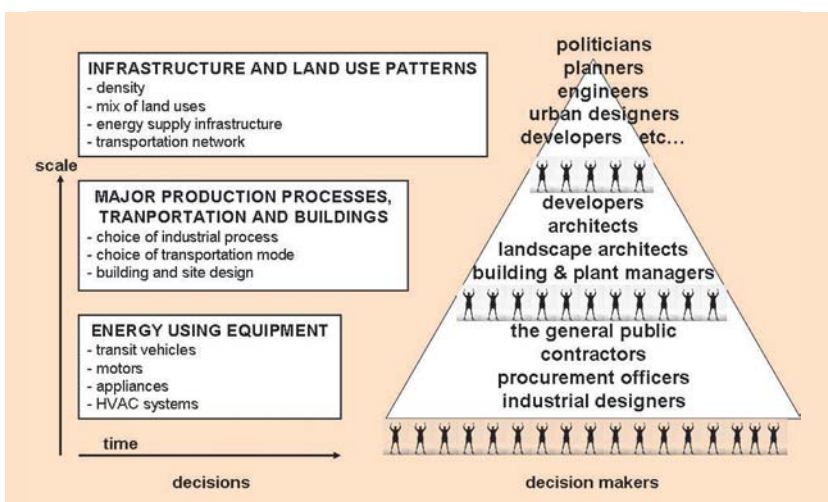 INFRASTRUCTURE AND LAND USE PATTERNS
- density
- mix of land uses
- energy supply infrastructure
- transportation network
scale
MAJOR PRODUCTION PROCESSES,
TRANPORTATION AND BUILDINGS
- choice of industrial process
- choice of transportation mode
- building and site design
ENERGY USING EQUIPMENT
- transit vehicles
- motors
- appliances
- HVAC systems
time
decisions
politicians
planners
engineers
urban designers
developers etc...
developers
architects
landscape architects
building & plant managers
the general public
contractors
procurement officers
industrial designers
decision makers